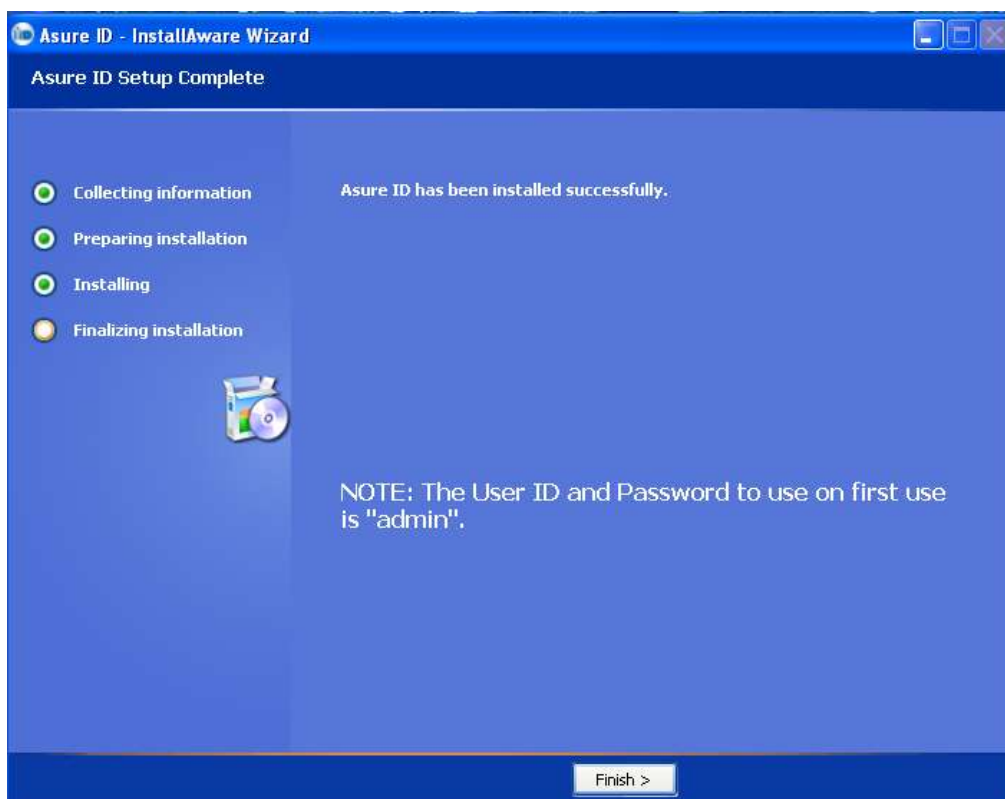 Asure ID - InstallAware Wizard
Asure ID Setup Complete
Collecting information
Asure ID has been installed successfully.
Preparing installation
Installing
Finalizing installation
NOTE: The User ID and Password to use on first use
is "admin".
Finish >